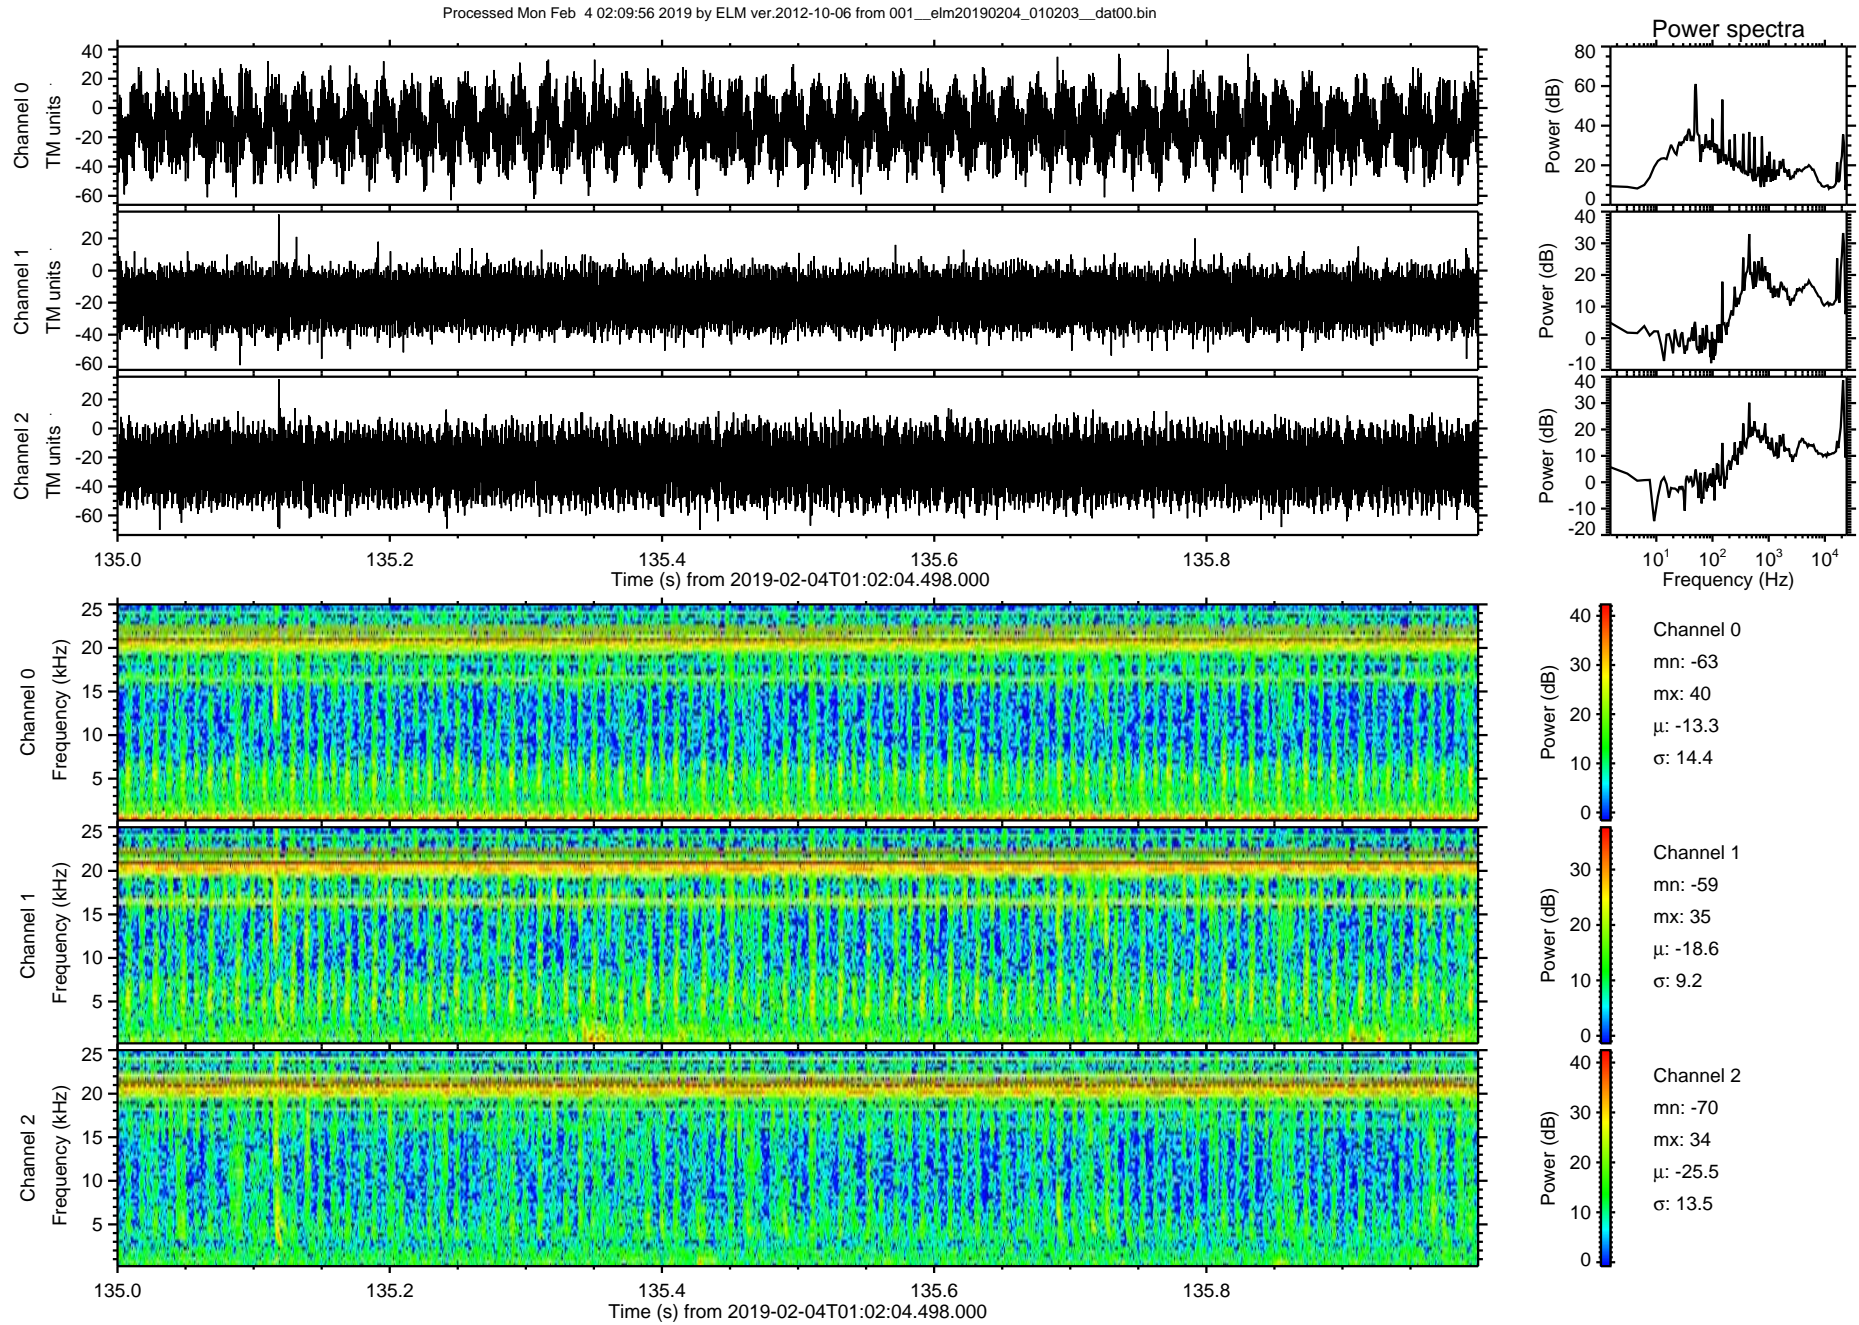 Processed Mon Feb  4 02:09:56 2019 by ELM ver.2012-10-06 from 001__elm20190204_010203__dat00.bin
Power spectra
Channel 0
TM units
40
20
0
-20
-40
-60
Power (dB)
80
60
40
20
0
Channel 1
TM units
20
0
-20
-40
-60
Power (dB)
40
30
20
10
0
-10
Channel 2
TM units
20
0
-20
-40
-60
Power (dB)
40
30
20
10
0
-10
-20
135.0 135.2 135.4 135.6 135.8
Time (s) from 2019-02-04T01:02:04.498.000
10^1 10^2 10^3 10^4
Frequency (Hz)
Channel 0
Frequency (kHz)
25
20
15
10
5
Power (dB)
40
30
20
10
0
Channel 0
mn: -63
mx: 40
μ: -13.3
σ: 14.4
Channel 1
Frequency (kHz)
25
20
15
10
5
Power (dB)
30
20
10
0
Channel 1
mn: -59
mx: 35
μ: -18.6
σ: 9.2
Channel 2
Frequency (kHz)
25
20
15
10
5
Power (dB)
40
30
20
10
0
Channel 2
mn: -70
mx: 34
μ: -25.5
σ: 13.5
135.0 135.2 135.4 135.6 135.8
Time (s) from 2019-02-04T01:02:04.498.000